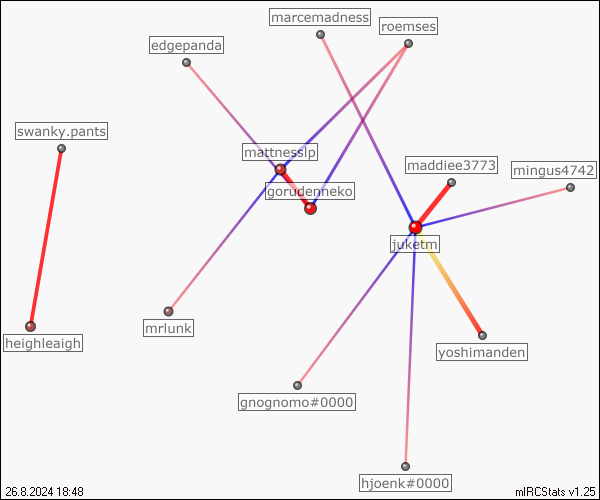 marcemadness
roemses
edgepanda
swanky.pants
mattnesslp
maddiee3773
mingus4742
gorudenneko
juketm
mrlunk
heighleaigh
yoshimanden
gnognomo#0000
hjoenk#0000
26.8.2024 18:48
mIRCStats v1.25